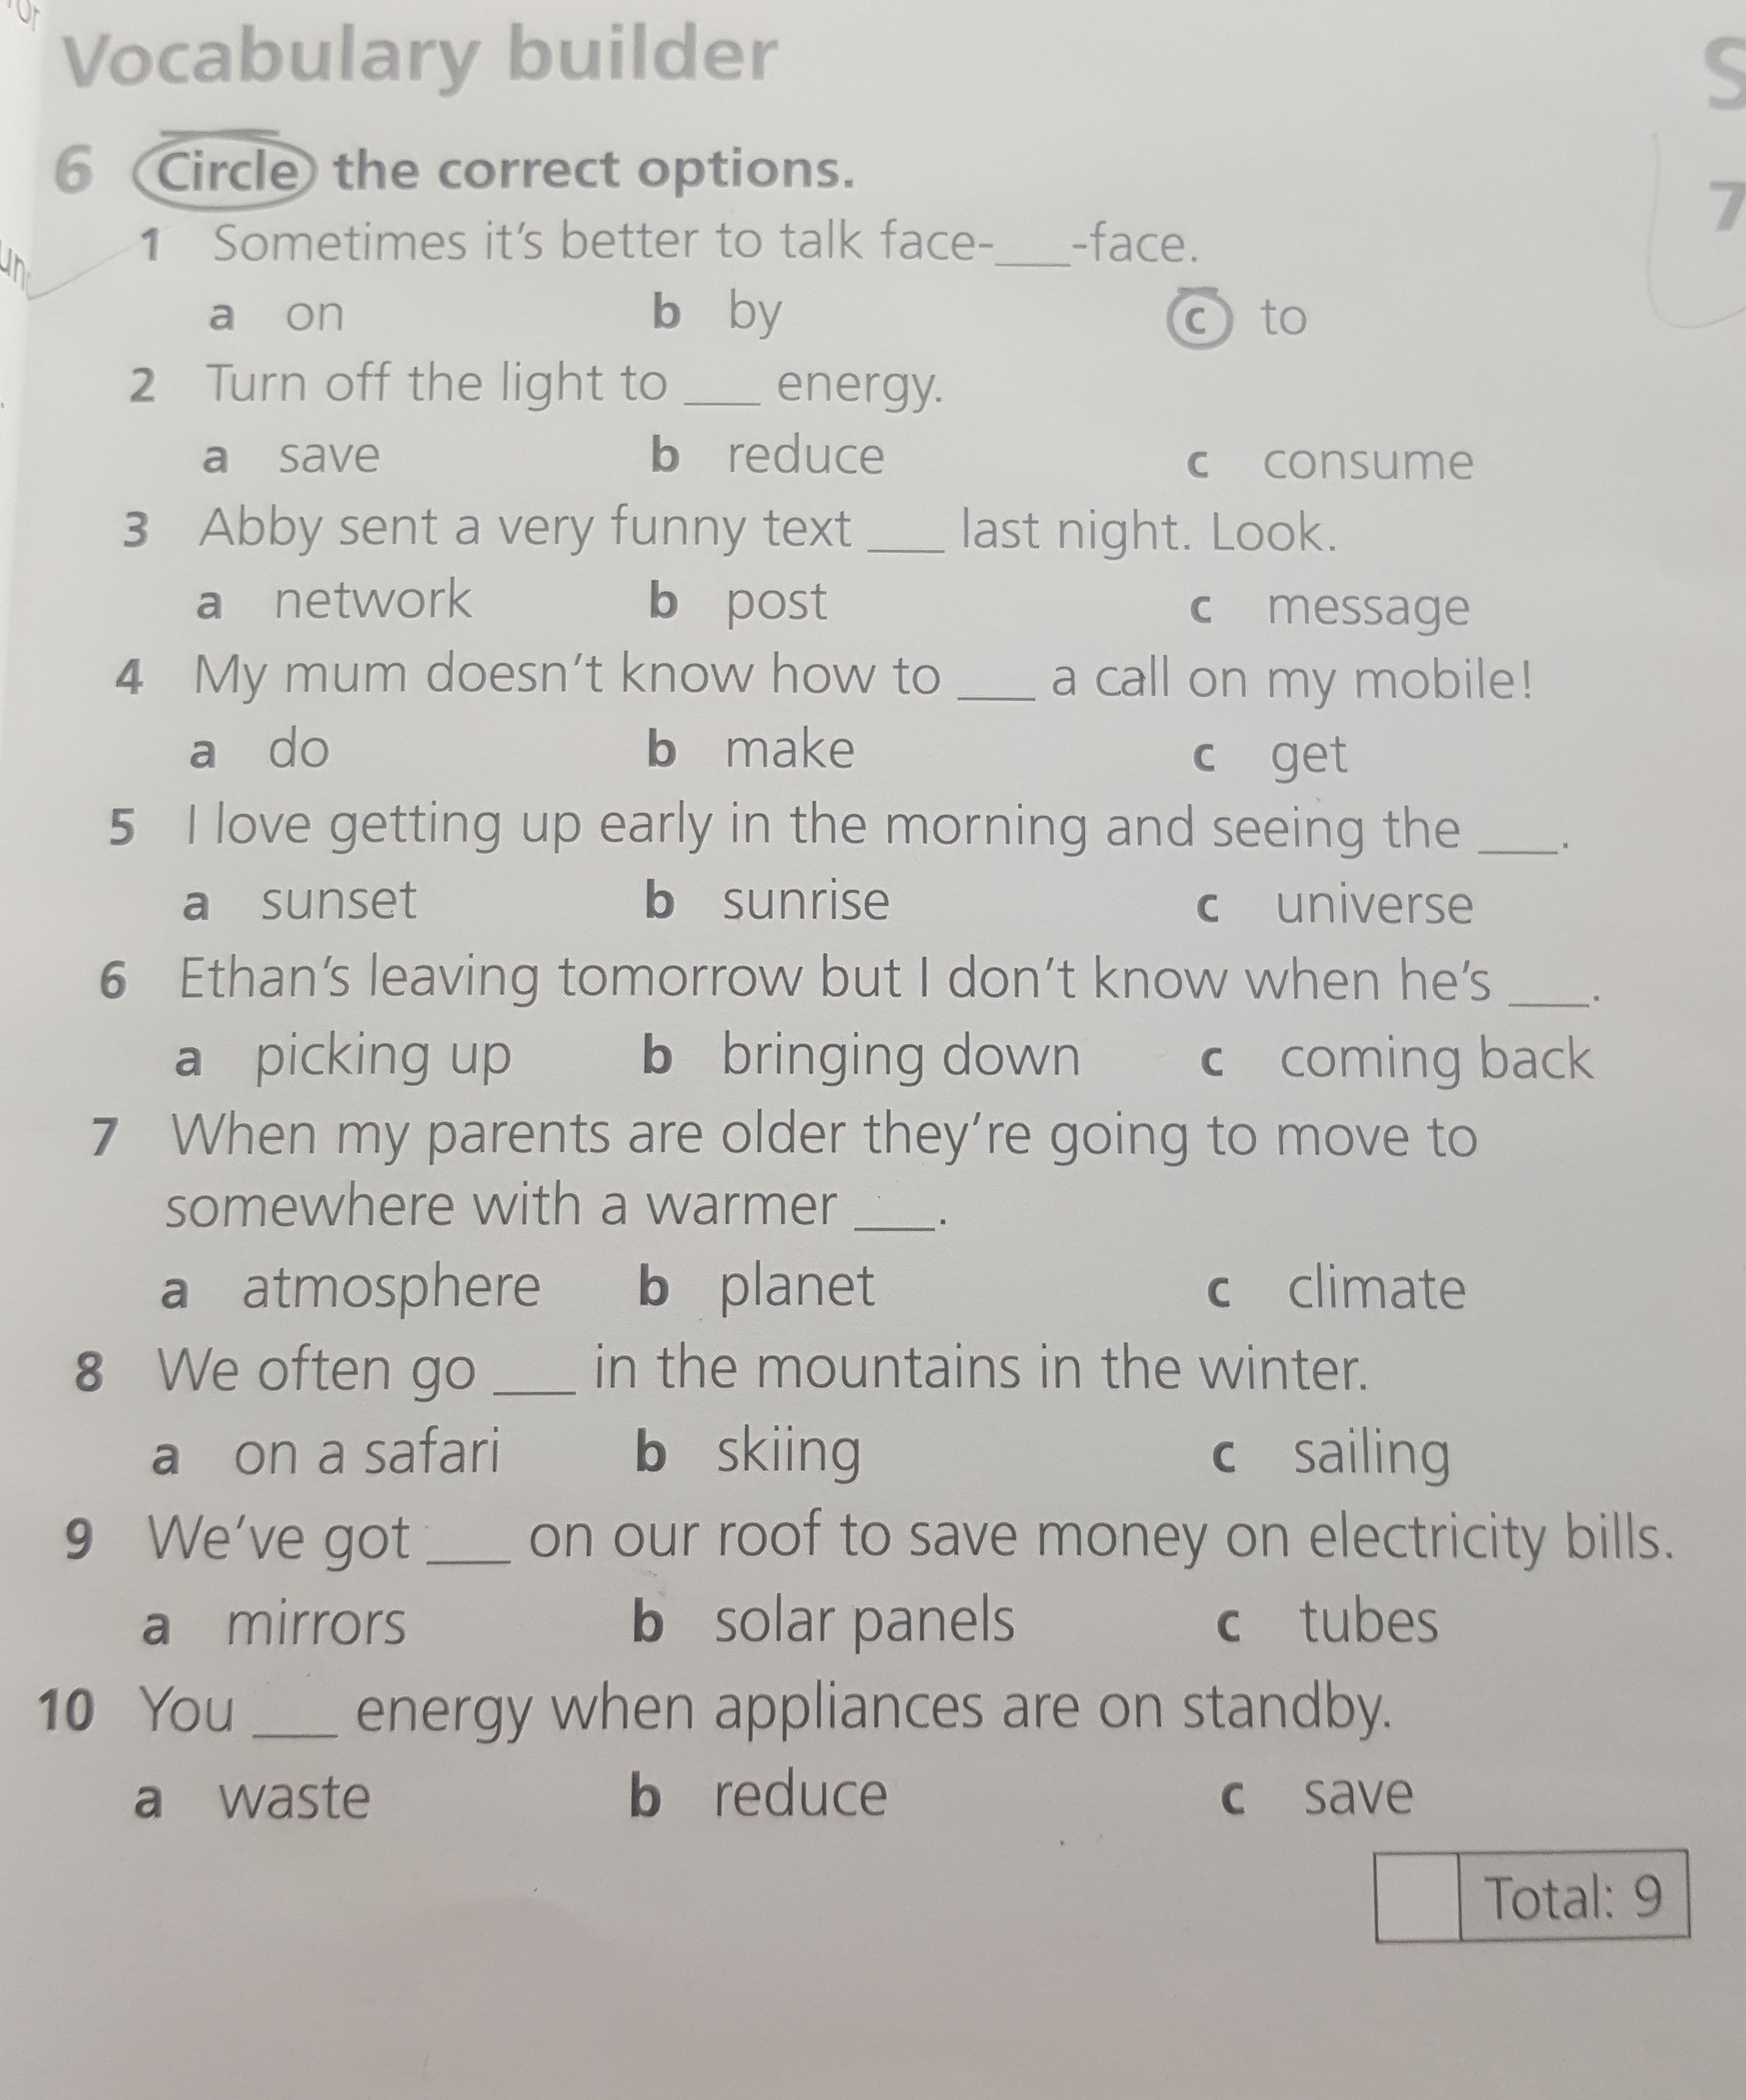 Vocabulary builder
6 Circle the correct options.
1 Sometimes it's better to talk face-___-face.
a on b by c to
2 Turn off the light to ___ energy.
a save b reduce c consume
3 Abby sent a very funny text ___ last night. Look.
a network b post c message
4 My mum doesn't know how to ___ a call on my mobile!
a do b make c get
5 I love getting up early in the morning and seeing the ___.
a sunset b sunrise c universe
6 Ethan's leaving tomorrow but I don't know when he's ___.
a picking up b bringing down c coming back
7 When my parents are older they're going to move to
somewhere with a warmer ___.
a atmosphere b planet c climate
8 We often go ___ in the mountains in the winter.
a on a safari b skiing c sailing
9 We've got ___ on our roof to save money on electricity bills.
a mirrors b solar panels c tubes
10 You ___ energy when appliances are on standby.
a waste b reduce c save
Total: 9
7